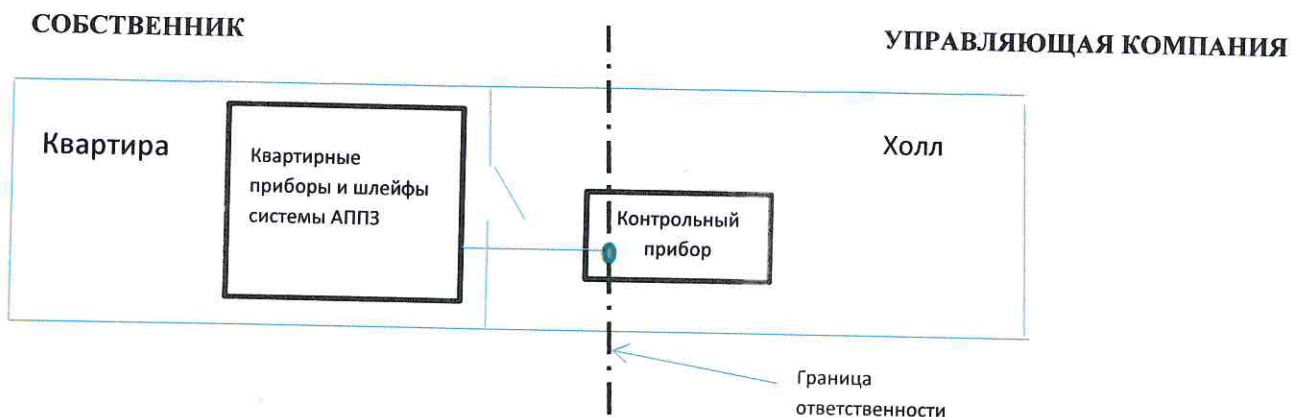 СОБСТВЕННИК
УПРАВЛЯЮЩАЯ КОМПАНИЯ
Квартира
Квартирные
приборы и шлейфы
системы АППЗ
Холл
Контрольный
прибор
Граница
ответственности